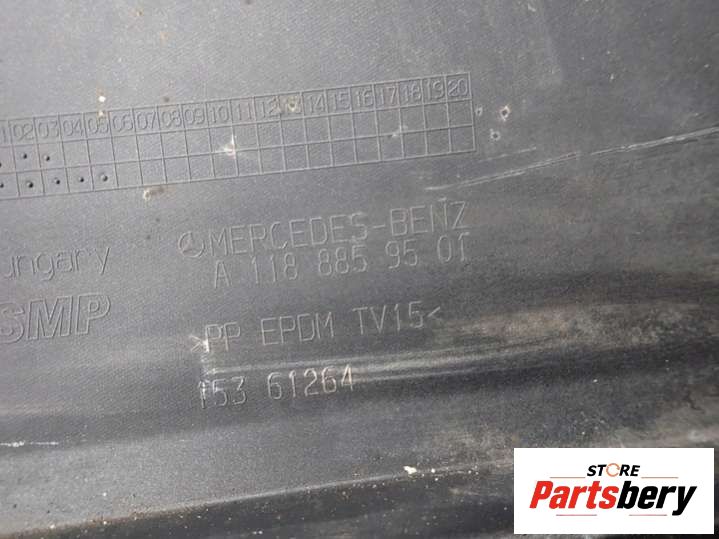 01 02 03 04 05 06 07 08 09 10 11 12 13 14 15 16 17 18 19 20
MERCEDES-BENZ
A 118 885 95 01
ungary
SMP
>PP EPDM TV15<
153 61264
STORE
Partsbery